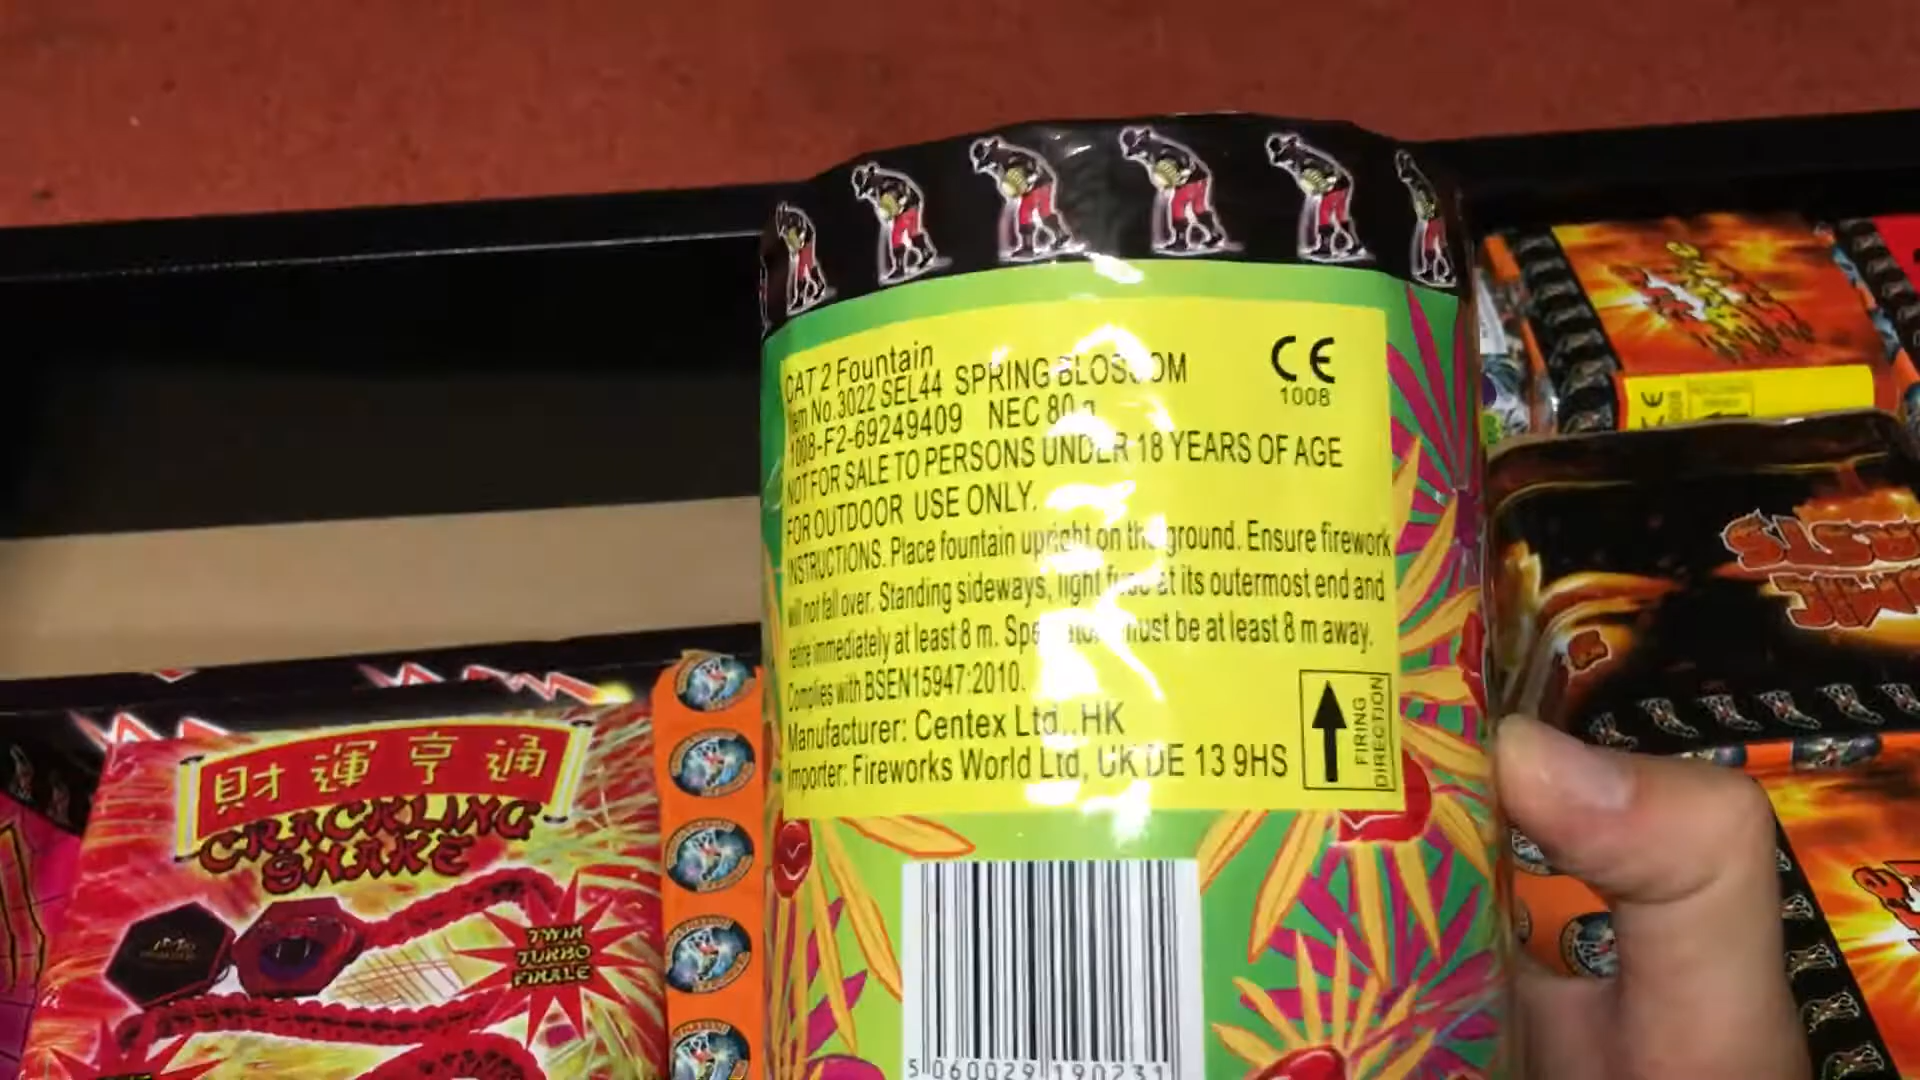 CAT 2 Fountain
Item No.3022 SEL44 SPRING BLOSSOM
1008-F2-69249409 NEC 80 g
CE
1008
NOT FOR SALE TO PERSONS UNDER 18 YEARS OF AGE
FOR OUTDOOR USE ONLY.
INSTRUCTIONS. Place fountain upright on the ground. Ensure firework
will not fall over. Standing sideways, light fuse at its outermost end and
retire immediately at least 8 m. Spectators must be at least 8 m away.
Complies with BSEN15947:2010.
Manufacturer: Centex Ltd., HK
Importer: Fireworks World Ltd, UK DE 13 9HS
FIRING
DIRECTION
5 060029 190231
財運亨通
CRACKLING
SNAKE
TWIN
TURBO
FINALE
CE